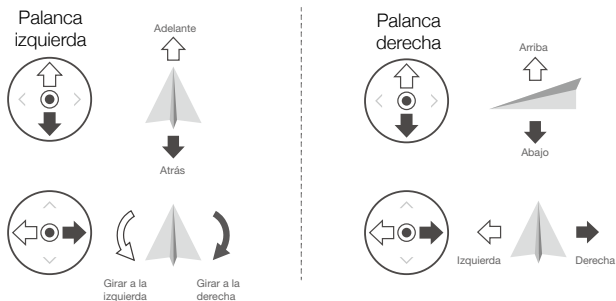 Palanca
izquierda
Adelante
Atrás
Girar a la
izquierda
Girar a la
derecha
Palanca
derecha
Arriba
Abajo
Izquierda
Derecha